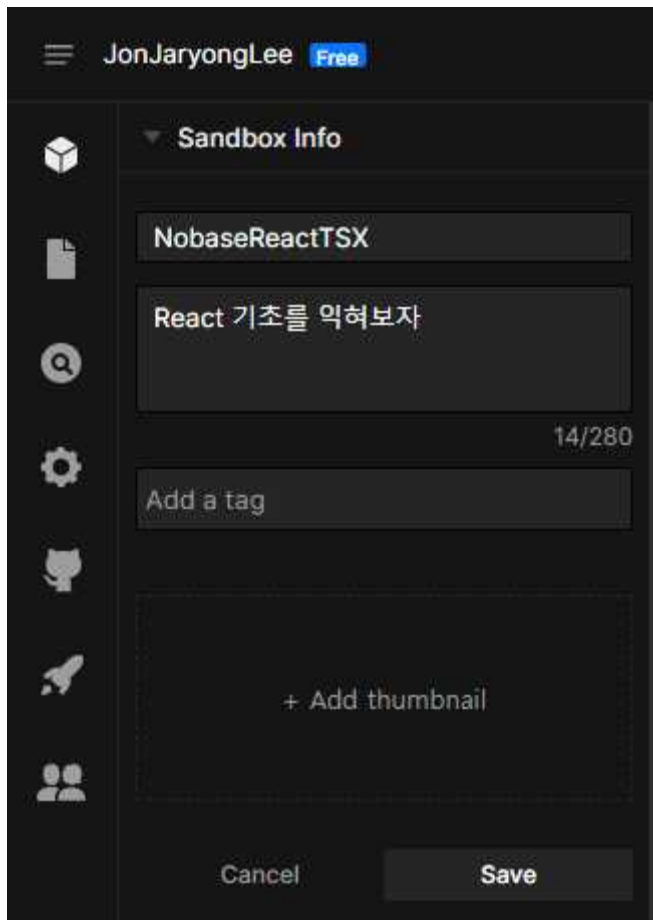 JonJaryongLee Free
Sandbox Info
NobaseReactTSX
React 기초를 익혀보자
14/280
Add a tag
+ Add thumbnail
Cancel Save